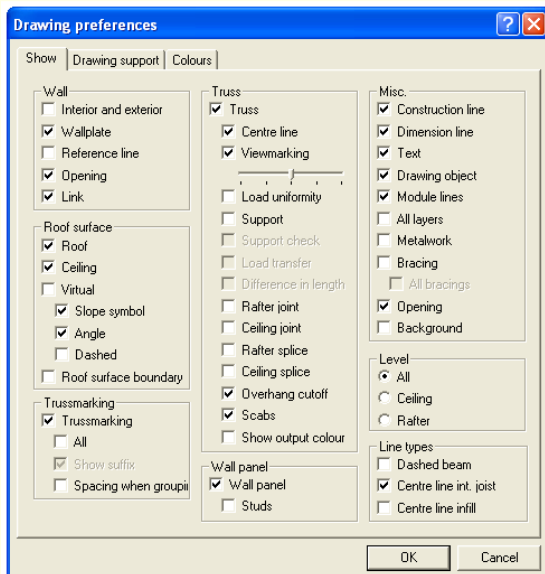 Drawing preferences
Show
Drawing support
Colours
Wall
Interior and exterior
Wallplate
Reference line
Opening
Link
Roof surface
Roof
Ceiling
Virtual
Slope symbol
Angle
Dashed
Roof surface boundary
Trussmarking
Trussmarking
All
Show suffix
Spacing when groupin
Truss
Truss
Centre line
Viewmarking
Load uniformity
Support
Support check
Load transfer
Difference in length
Rafter joint
Ceiling joint
Rafter splice
Ceiling splice
Overhang cutoff
Scabs
Show output colour
Wall panel
Wall panel
Studs
Misc.
Construction line
Dimension line
Text
Drawing object
Module lines
All layers
Metalwork
Bracing
All bracings
Opening
Background
Level
All
Ceiling
Rafter
Line types
Dashed beam
Centre line int. joist
Centre line infill
OK
Cancel